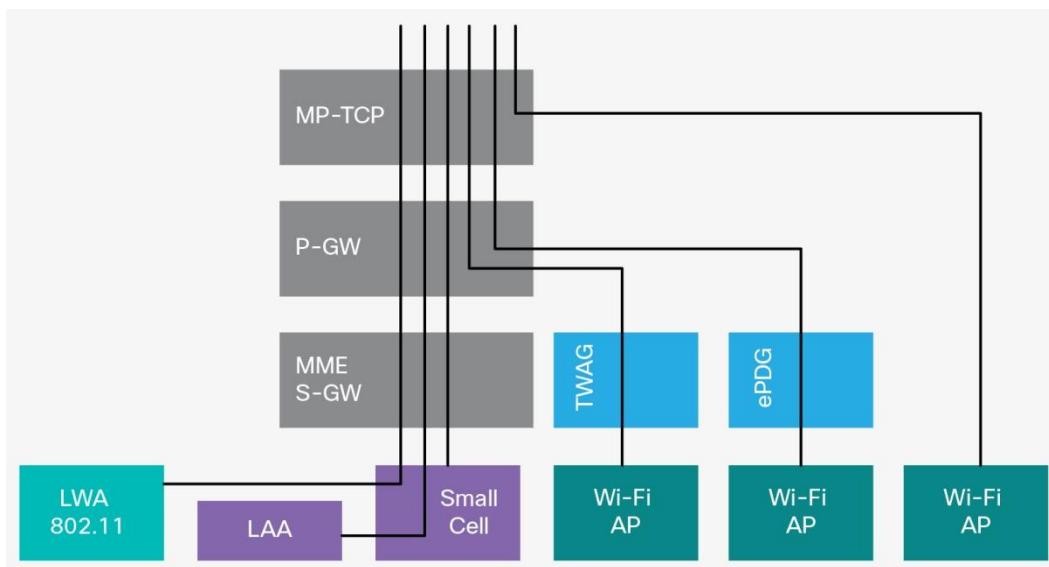 MP-TCP
P-GW
MME
S-GW
TWAG
ePDG
LWA
802.11
LAA
Small
Cell
Wi-Fi
AP
Wi-Fi
AP
Wi-Fi
AP